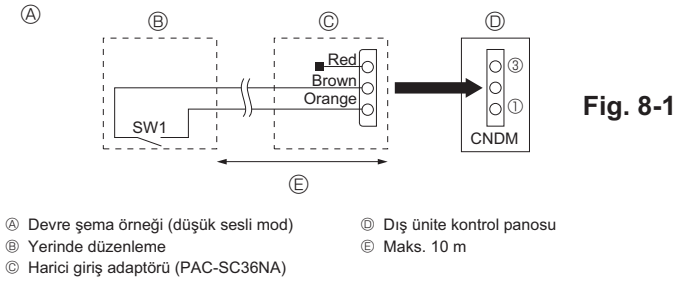 Ⓐ
Ⓑ
Ⓒ
Ⓓ
Red
Brown
Orange
SW1
③
①
CNDM
Fig. 8-1
Ⓔ
Ⓐ Devre şema örneği (düşük sesli mod)
Ⓑ Yerinde düzenleme
Ⓒ Harici giriş adaptörü (PAC-SC36NA)
Ⓓ Dış ünite kontrol panosu
Ⓔ Maks. 10 m